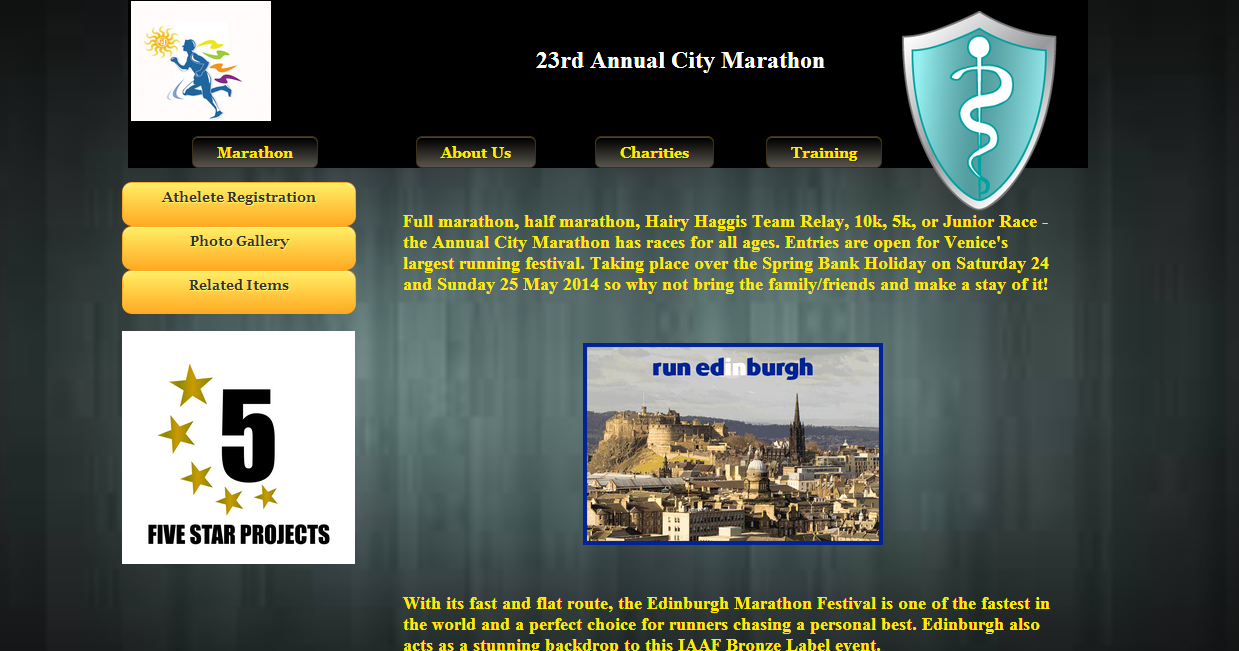 23rd Annual City Marathon
Marathon
About Us
Charities
Training
Athelete Registration
Photo Gallery
Related Items
Full marathon, half marathon, Hairy Haggis Team Relay, 10k, 5k, or Junior Race -
the Annual City Marathon has races for all ages. Entries are open for Venice's
largest running festival. Taking place over the Spring Bank Holiday on Saturday 24
and Sunday 25 May 2014 so why not bring the family/friends and make a stay of it!
5
FIVE STAR PROJECTS
run edinburgh
With its fast and flat route, the Edinburgh Marathon Festival is one of the fastest in
the world and a perfect choice for runners chasing a personal best. Edinburgh also
acts as a stunning backdrop to this IAAF Bronze Label event.